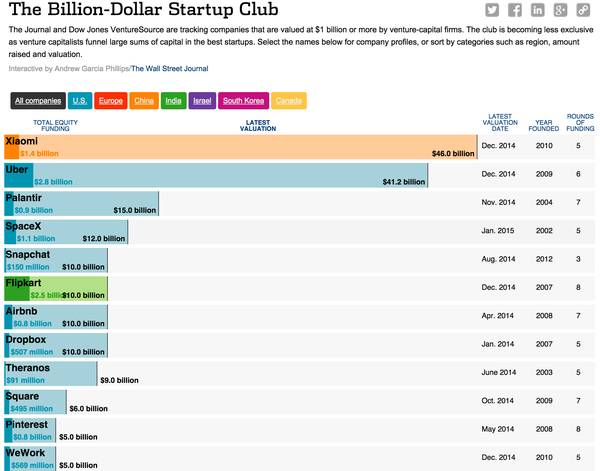 The Billion-Dollar Startup Club
The Journal and Dow Jones VentureSource are tracking companies that are valued at $1 billion or more by venture-capital firms. The club is becoming less exclusive
as venture capitalists funnel large sums of capital in the best startups. Select the names below for company profiles, or sort by categories such as region, amount
raised and valuation.
Interactive by Andrew Garcia Phillips/The Wall Street Journal
All companies U.S. Europe China India Israel South Korea Canada
TOTAL EQUITY FUNDING LATEST VALUATION LATEST VALUATION DATE YEAR FOUNDED ROUNDS OF FUNDING
Xiaomi
$1.4 billion $46.0 billion Dec. 2014 2010 5
Uber
$2.8 billion $41.2 billion Dec. 2014 2009 6
Palantir
$0.9 billion $15.0 billion Nov. 2014 2004 7
SpaceX
$1.1 billion $12.0 billion Jan. 2015 2002 5
Snapchat
$150 million $10.0 billion Aug. 2014 2012 3
Flipkart
$2.5 billi $10.0 billion Dec. 2014 2007 8
Airbnb
$0.8 billion $10.0 billion Apr. 2014 2008 7
Dropbox
$507 million $10.0 billion Jan. 2014 2007 5
Theranos
$91 million $9.0 billion June 2014 2003 5
Square
$495 million $6.0 billion Oct. 2014 2009 7
Pinterest
$0.8 billion $5.0 billion May 2014 2008 8
WeWork
$569 million $5.0 billion Dec. 2014 2010 5